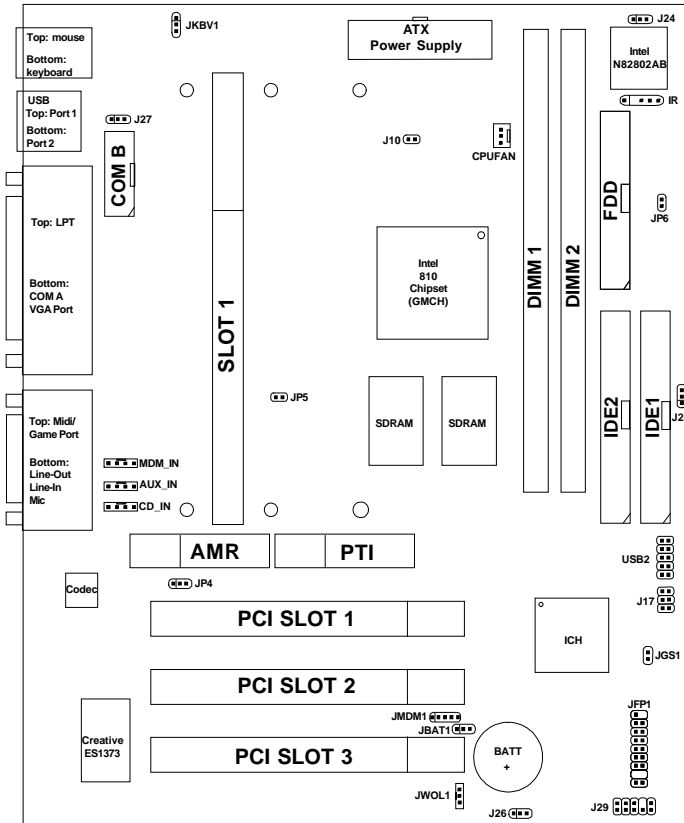 JKBV1
ATX
Power Supply
J24
Top: mouse
Bottom:
keyboard
Intel
N82802AB
USB
Top: Port 1
Bottom:
Port 2
J27
IR
COM B
J10
CPUFAN
FDD
JP6
Top: LPT
Bottom:
COM A
VGA Port
SLOT 1
Intel
810
Chipset
(GMCH)
DIMM 1
DIMM 2
JP5
SDRAM
SDRAM
IDE2
IDE1
J2
Top: Midi/
Game Port
Bottom:
Line-Out
Line-In
Mic
MDM_IN
AUX_IN
CD_IN
AMR
PTI
USB2
Codec
JP4
J17
PCI SLOT 1
ICH
JGS1
PCI SLOT 2
JMDM1
JBAT1
JFP1
Creative
ES1373
PCI SLOT 3
BATT
+
JWOL1
J26
J29